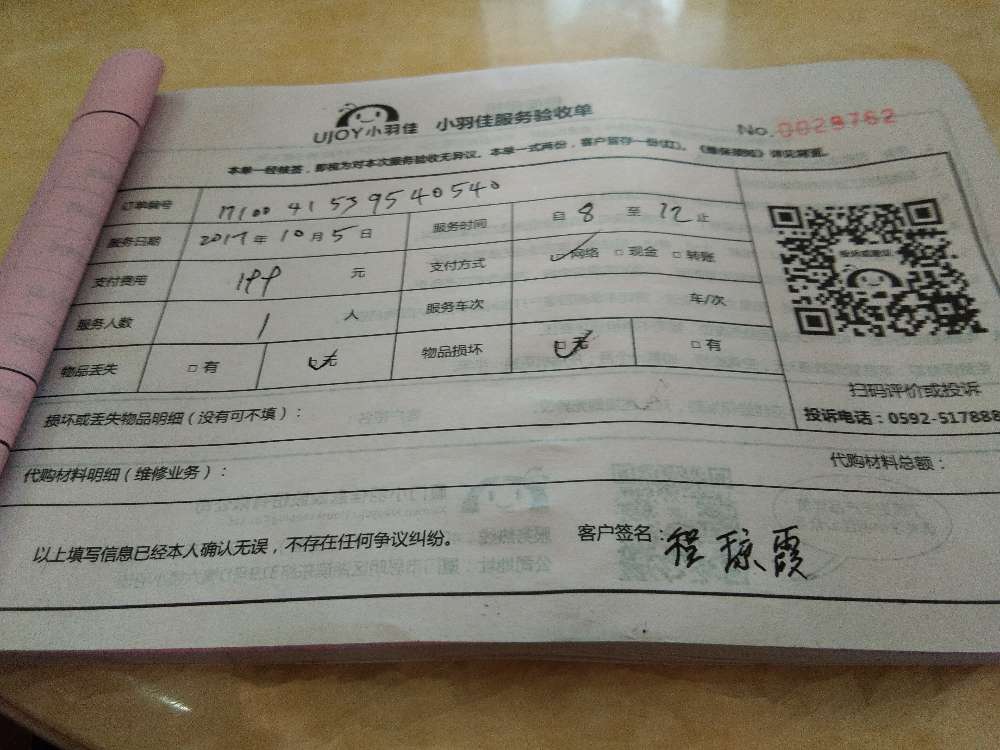 UJOY小羽佳 小羽佳服务验收单
No.0029762
本单一经核签，即视为对本次服务验收无异议。本单一式两份，客户留存一份(红)。
订单编号 17100 41539540540
服务日期 2017年10月5日 服务时间 自8至12止
支付费用 199 元 支付方式 ☑网络 □现金 □转账
服务人数 1 人 服务车次 车/次
物品丢失 □有 ☑无 物品损坏 ☑无 □有
扫码评价或投诉
投诉电话：0592-517888
损坏或丢失物品明细（没有可不填）：
代购材料明细（维修业务）： 代购材料总额：
以上填写信息已经本人确认无误，不存在任何争议纠纷。 客户签名：程琼霞